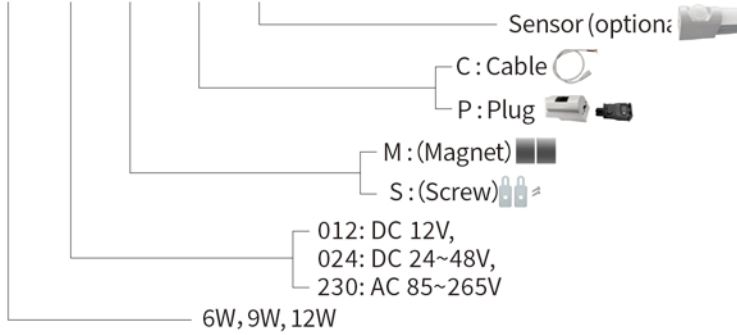 Sensor (optiona
C : Cable
P : Plug
M : (Magnet)
S : (Screw)
012: DC 12V,
024: DC 24~48V,
230: AC 85~265V
6W, 9W, 12W